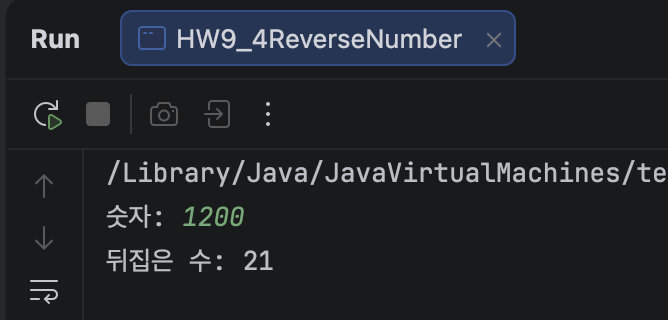 Run HW9_4ReverseNumber
/Library/Java/JavaVirtualMachines/te
숫자: 1200
뒤집은 수: 21